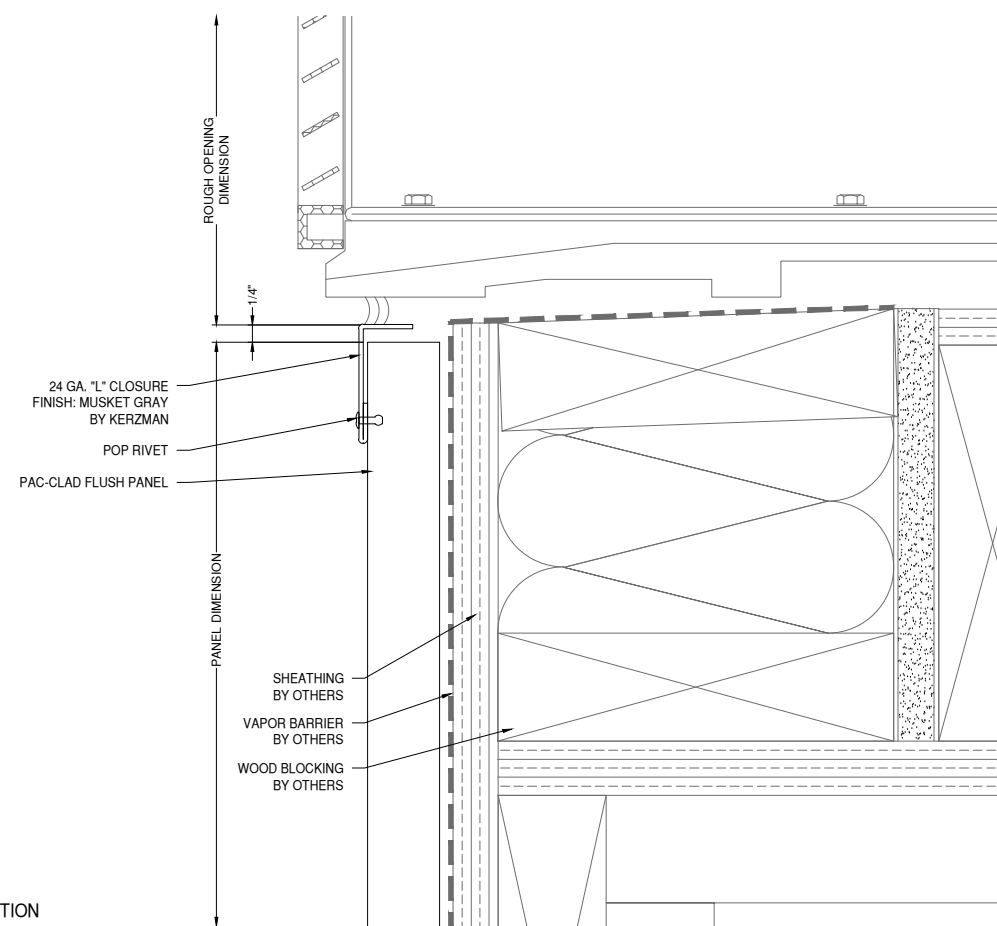 ROUGH OPENING
DIMENSION
1/4"
24 GA. "L" CLOSURE
FINISH: MUSKET GRAY
BY KERZMAN
POP RIVET
PAC-CLAD FLUSH PANEL
PANEL DIMENSION
SHEATHING
BY OTHERS
VAPOR BARRIER
BY OTHERS
WOOD BLOCKING
BY OTHERS
TION